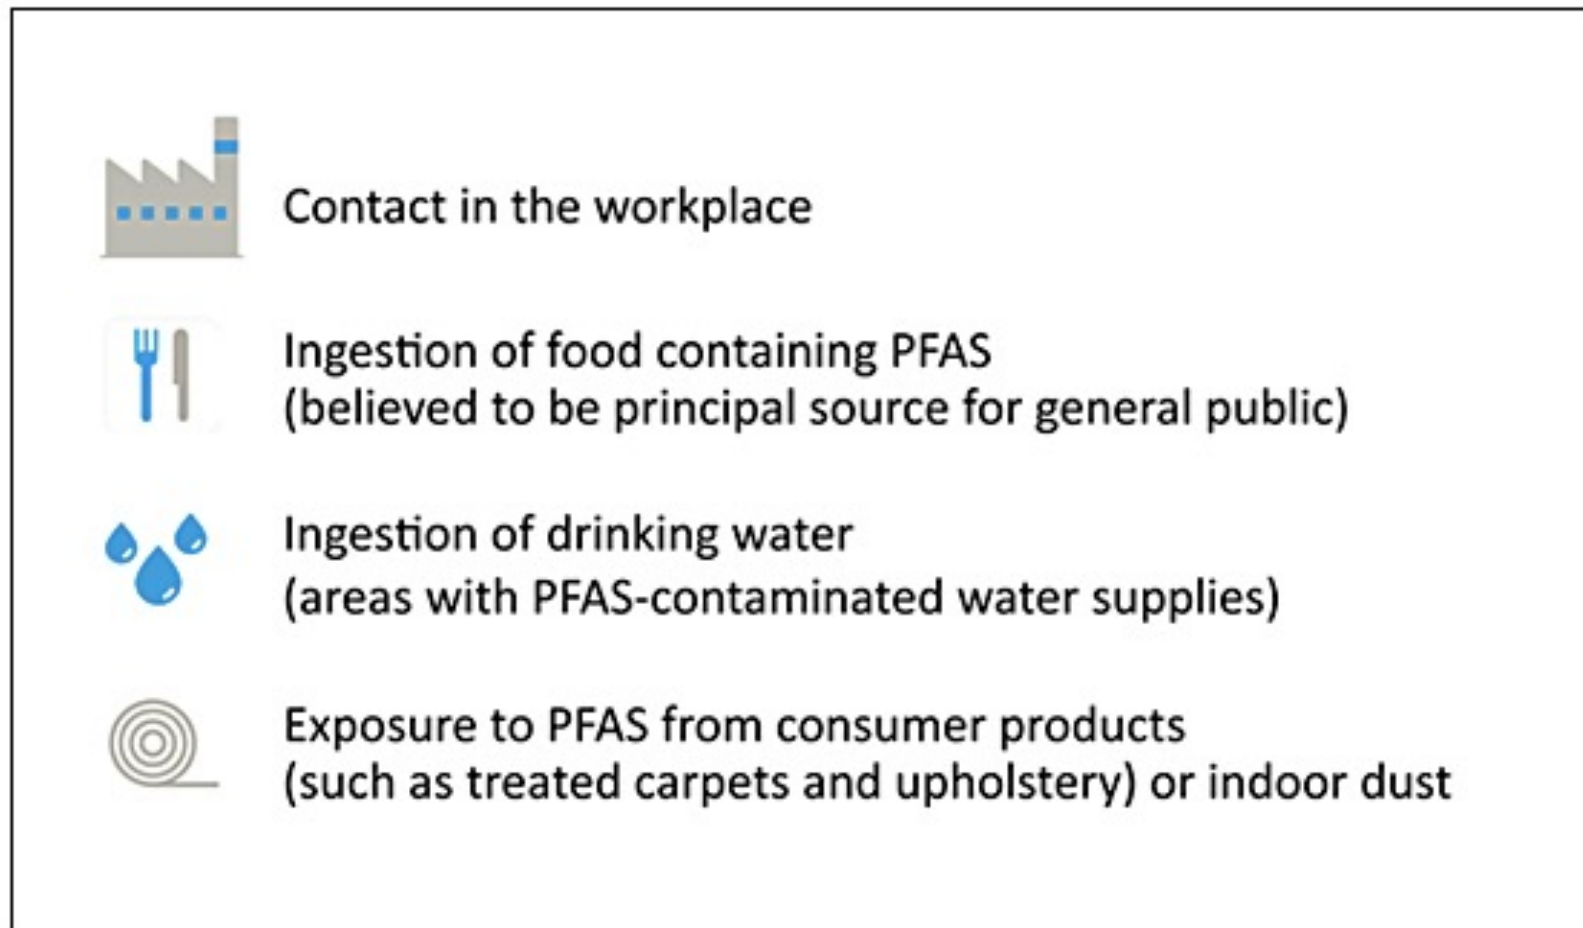 Contact in the workplace
Ingestion of food containing PFAS
(believed to be principal source for general public)
Ingestion of drinking water
(areas with PFAS-contaminated water supplies)
Exposure to PFAS from consumer products
(such as treated carpets and upholstery) or indoor dust